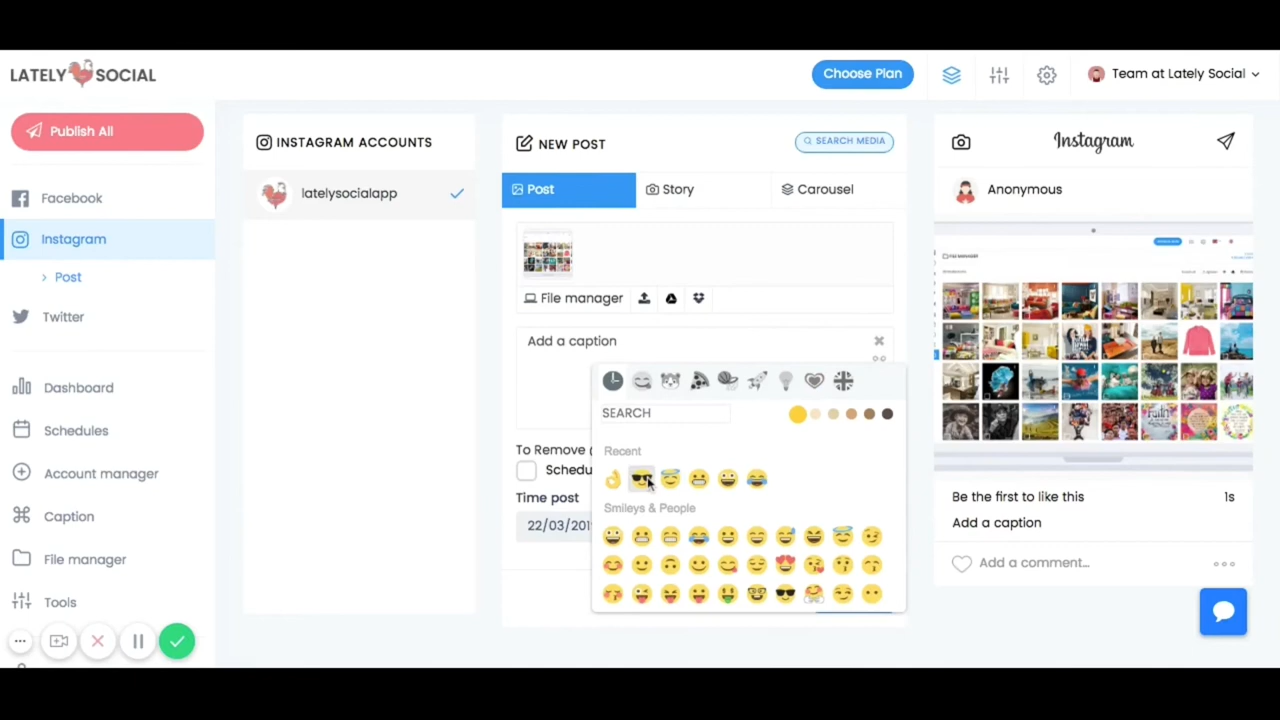 LATELY SOCIAL
Choose Plan
Team at Lately Social
Publish All
Facebook
Instagram
Post
Twitter
Dashboard
Schedules
Account manager
Caption
File manager
Tools
INSTAGRAM ACCOUNTS
latelysocialapp
NEW POST
SEARCH MEDIA
Post
Story
Carousel
File manager
Add a caption
SEARCH
Recent
Smileys & People
To Remove
Schedu
Time post
22/03/201
Instagram
Anonymous
FILE MANAGER
Faith
Be the first to like this
1s
Add a caption
Add a comment...